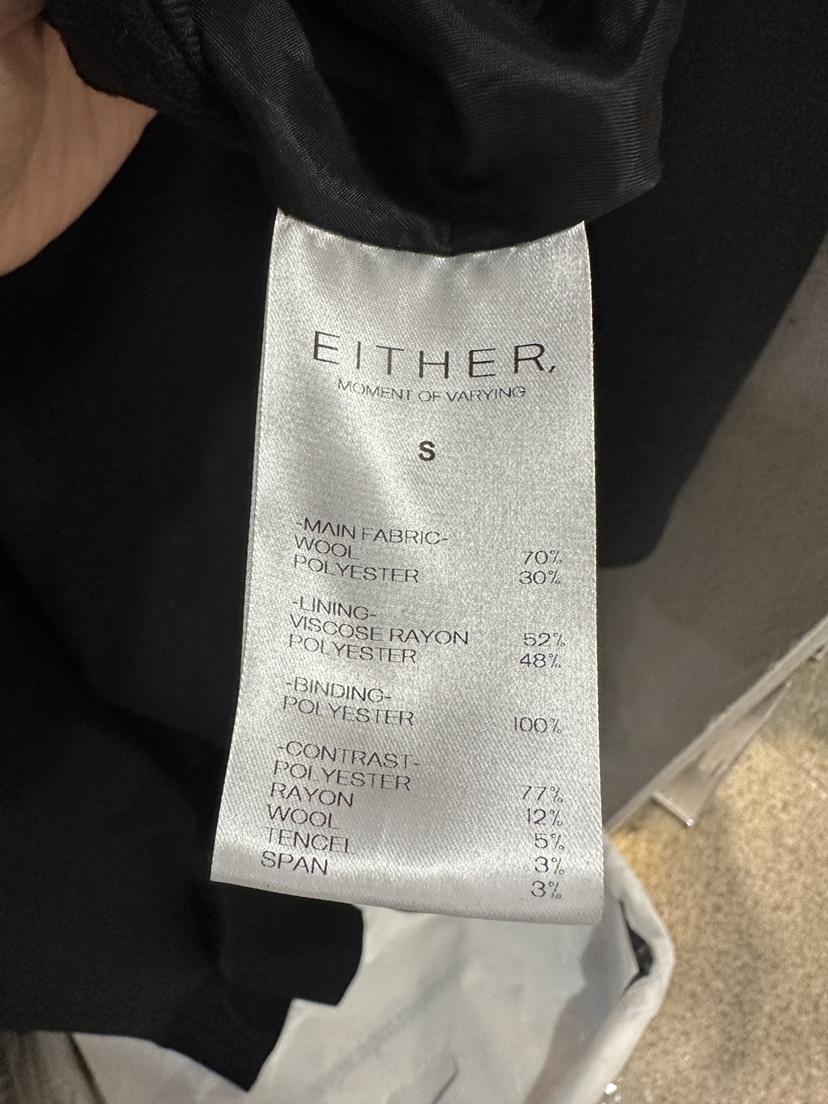 EITHER,
MOMENT OF VARYING
S
-MAIN FABRIC-
WOOL 70%
POLYESTER 30%
-LINING-
VISCOSE RAYON 52%
POLYESTER 48%
-BINDING-
POLYESTER 100%
-CONTRAST-
POLYESTER 77%
RAYON 12%
WOOL 5%
TENCEL 3%
SPAN 3%